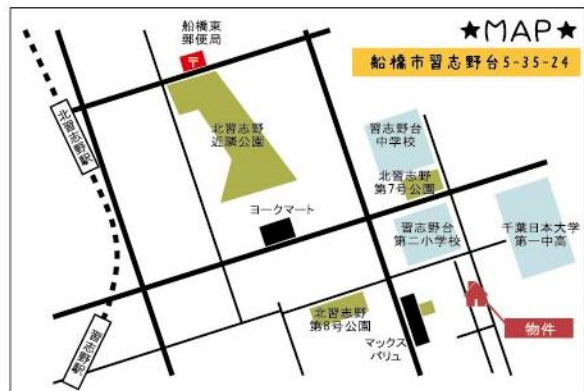 ★MAP★
船橋市習志野台5-35-24
船橋東
郵便局
〒
北習志野駅
北習志野
近隣公園
習志野台
中学校
北習志野
第7号公園
ヨークマート
習志野台
第二小学校
千葉日本大学
第一中高
北習志野
第8号公園
マックス
バリュ
物件
習志野駅